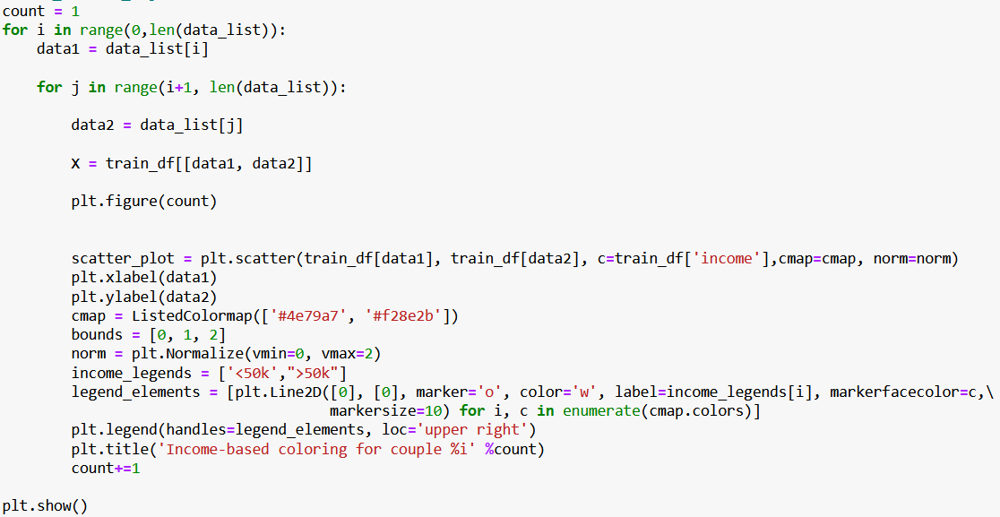 count = 1
for i in range(0,len(data_list)):
    data1 = data_list[i]
    for j in range(i+1, len(data_list)):
        data2 = data_list[j]
        X = train_df[[data1, data2]]
        plt.figure(count)
        scatter_plot = plt.scatter(train_df[data1], train_df[data2], c=train_df['income'],cmap=cmap, norm=norm)
        plt.xlabel(data1)
        plt.ylabel(data2)
        cmap = ListedColormap(['#4e79a7', '#f28e2b'])
        bounds = [0, 1, 2]
        norm = plt.Normalize(vmin=0, vmax=2)
        income_legends = ['<50k',">50k"]
        legend_elements = [plt.Line2D([0], [0], marker='o', color='w', label=income_legends[i], markerfacecolor=c,\
                                      markersize=10) for i, c in enumerate(cmap.colors)]
        plt.legend(handles=legend_elements, loc='upper right')
        plt.title('Income-based coloring for couple %i' %count)
        count+=1
plt.show()